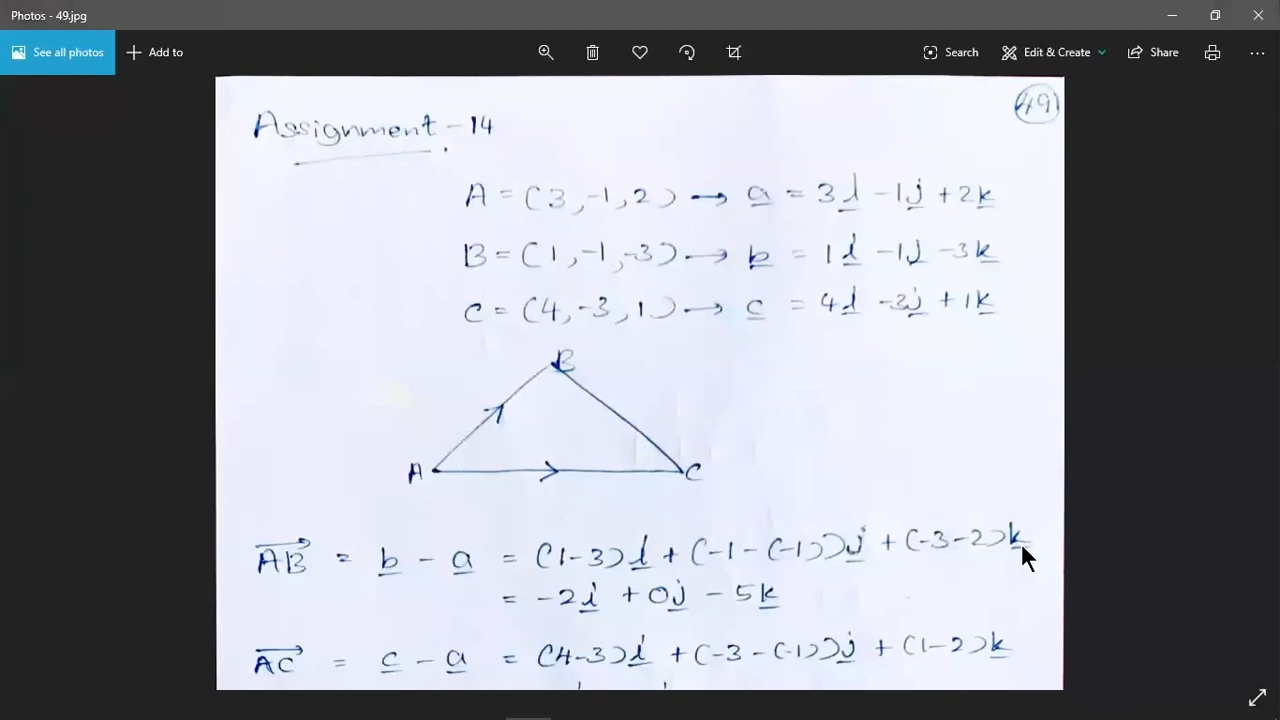 Photos - 49.jpg
See all photos
Add to
Search
Edit & Create
Share
49
Assignment - 14
A = (3, -1, 2) → a = 3i - 1j + 2k
B = (1, -1, -3) → b = 1i - 1j - 3k
C = (4, -3, 1) → c = 4i - 3j + 1k
B
A
C
AB = b - a = (1-3)i + (-1-(-1))j + (-3-2)k
= -2i + 0j - 5k
AC = c - a = (4-3)i + (-3-(-1))j + (1-2)k